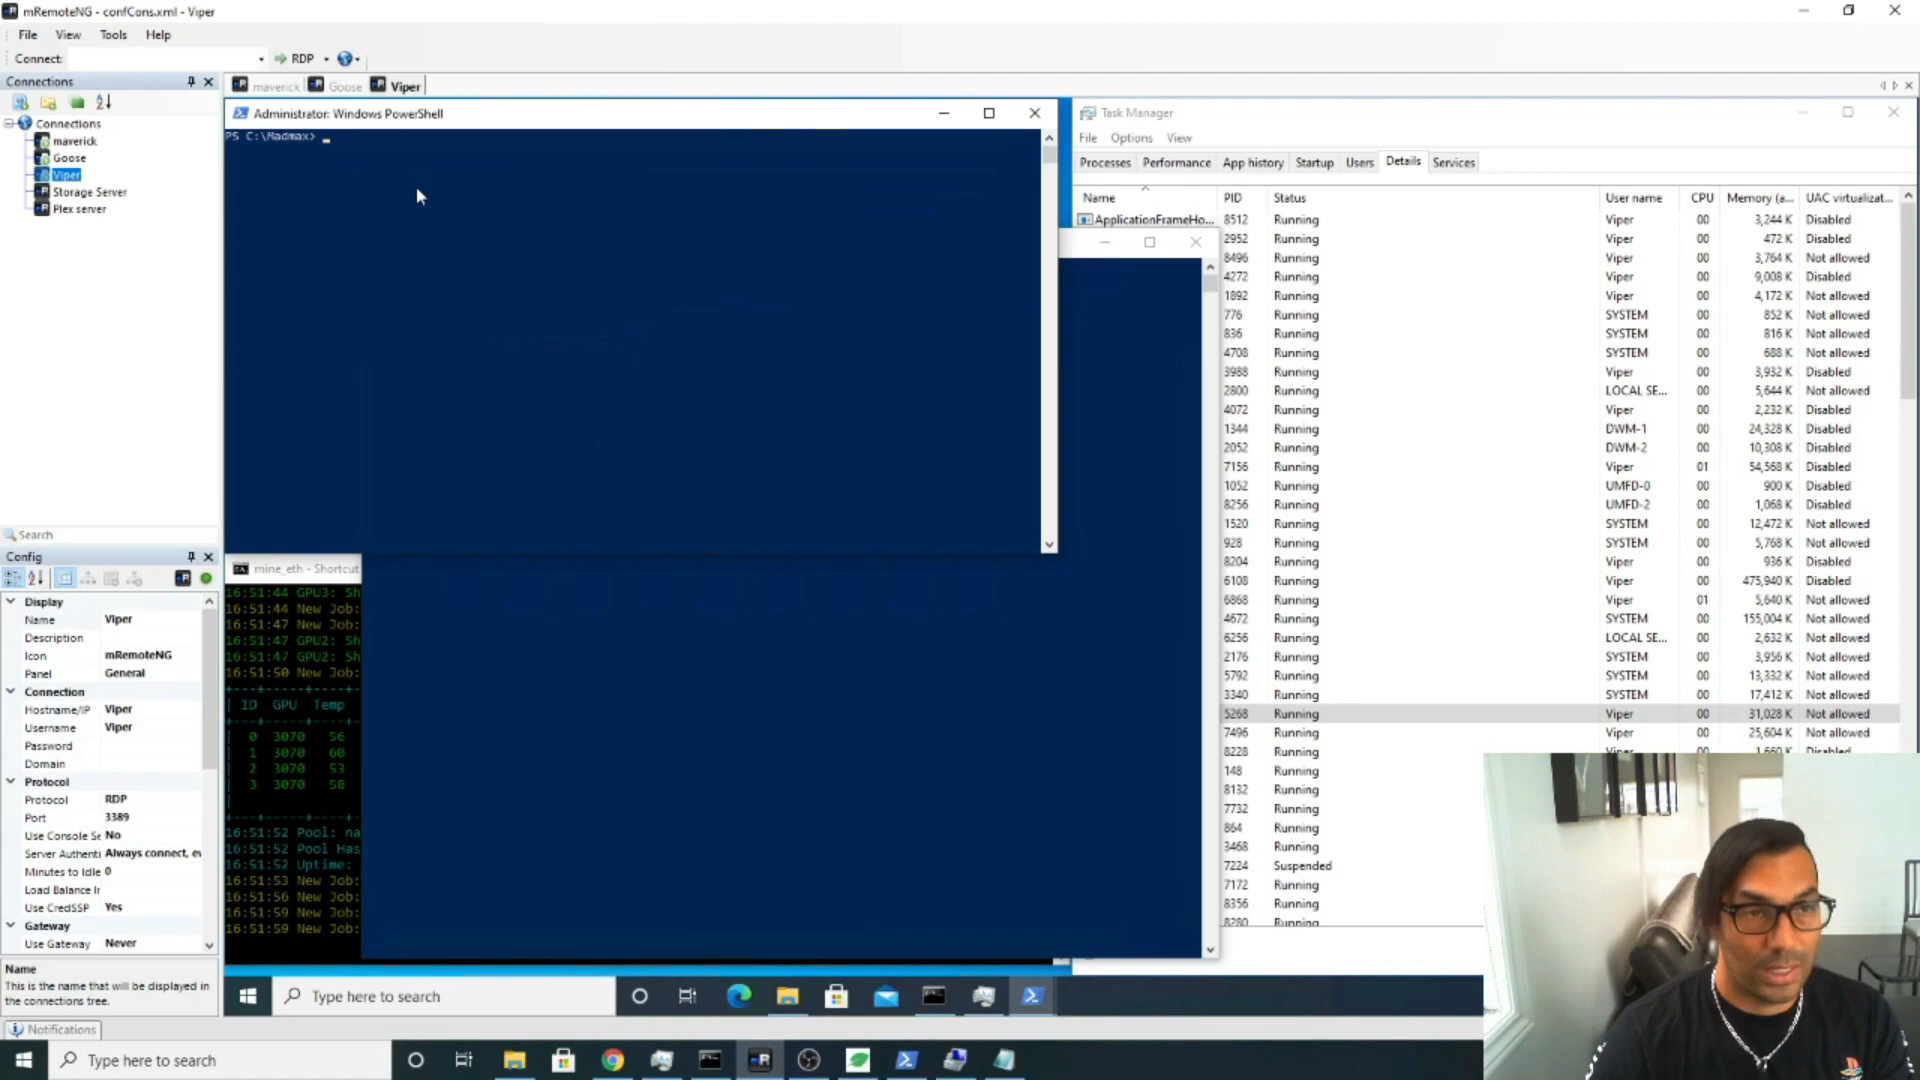 mRemoteNG - confCons.xml - Viper
File View Tools Help
Connect: RDP
Connections
maverick Goose Viper
Connections
maverick
Goose
Viper
Storage Server
Plex server
Search
Config
Display
Name Viper
Description
Icon mRemoteNG
Panel General
Connection
Hostname/IP Viper
Username Viper
Password
Domain
Protocol
Protocol RDP
Port 3389
Use Console Se No
Server Authenti Always connect, ev
Minutes to Idle 0
Load Balance Ir
Use CredSSP Yes
Gateway
Use Gateway Never
Name
This is the name that will be displayed in
the connections tree.
Notifications
Administrator: Windows PowerShell
PS C:\Madmax>
mine_eth - Shortcut
16:51:44 GPU3: Sh
16:51:44 New Job:
16:51:47 New Job:
16:51:47 GPU2: Sh
16:51:47 GPU2: Sh
16:51:50 New Job:
ID GPU Temp
0 3070 56
1 3070 60
2 3070 53
3 3070 58
16:51:52 Pool: na
16:51:52 Pool Has
16:51:52 Uptime:
16:51:53 New Job:
16:51:56 New Job:
16:51:59 New Job:
16:51:59 New Job:
Task Manager
File Options View
Processes Performance App history Startup Users Details Services
Name PID Status User name CPU Memory (a... UAC virtualizat...
ApplicationFrameHo... 8512 Running Viper 00 3,244 K Disabled
2952 Running Viper 00 472 K Disabled
8496 Running Viper 00 3,764 K Not allowed
4272 Running Viper 00 9,008 K Disabled
1892 Running Viper 00 4,172 K Not allowed
776 Running SYSTEM 00 852 K Not allowed
836 Running SYSTEM 00 816 K Not allowed
4708 Running SYSTEM 00 688 K Not allowed
3988 Running Viper 00 3,932 K Disabled
2800 Running LOCAL SE... 00 5,644 K Not allowed
4072 Running Viper 00 2,232 K Disabled
1344 Running DWM-1 00 24,328 K Disabled
2052 Running DWM-2 00 10,308 K Disabled
7156 Running Viper 01 54,568 K Disabled
1052 Running UMFD-0 00 900 K Disabled
8256 Running UMFD-2 00 1,068 K Disabled
1520 Running SYSTEM 00 12,472 K Not allowed
928 Running SYSTEM 00 5,768 K Not allowed
8204 Running Viper 00 936 K Disabled
6108 Running Viper 00 475,940 K Disabled
6868 Running Viper 01 5,640 K Not allowed
4672 Running SYSTEM 00 155,004 K Not allowed
6256 Running LOCAL SE... 00 2,632 K Not allowed
2176 Running SYSTEM 00 3,956 K Not allowed
5792 Running SYSTEM 00 13,332 K Not allowed
3340 Running SYSTEM 00 17,412 K Not allowed
5268 Running Viper 00 31,028 K Not allowed
7496 Running Viper 00 25,604 K Not allowed
8228 Running Viper 00 1,660 K Disabled
148 Running
8132 Running
7732 Running
864 Running
3468 Running
7224 Suspended
7172 Running
8356 Running
8280 Running
Type here to search
Type here to search